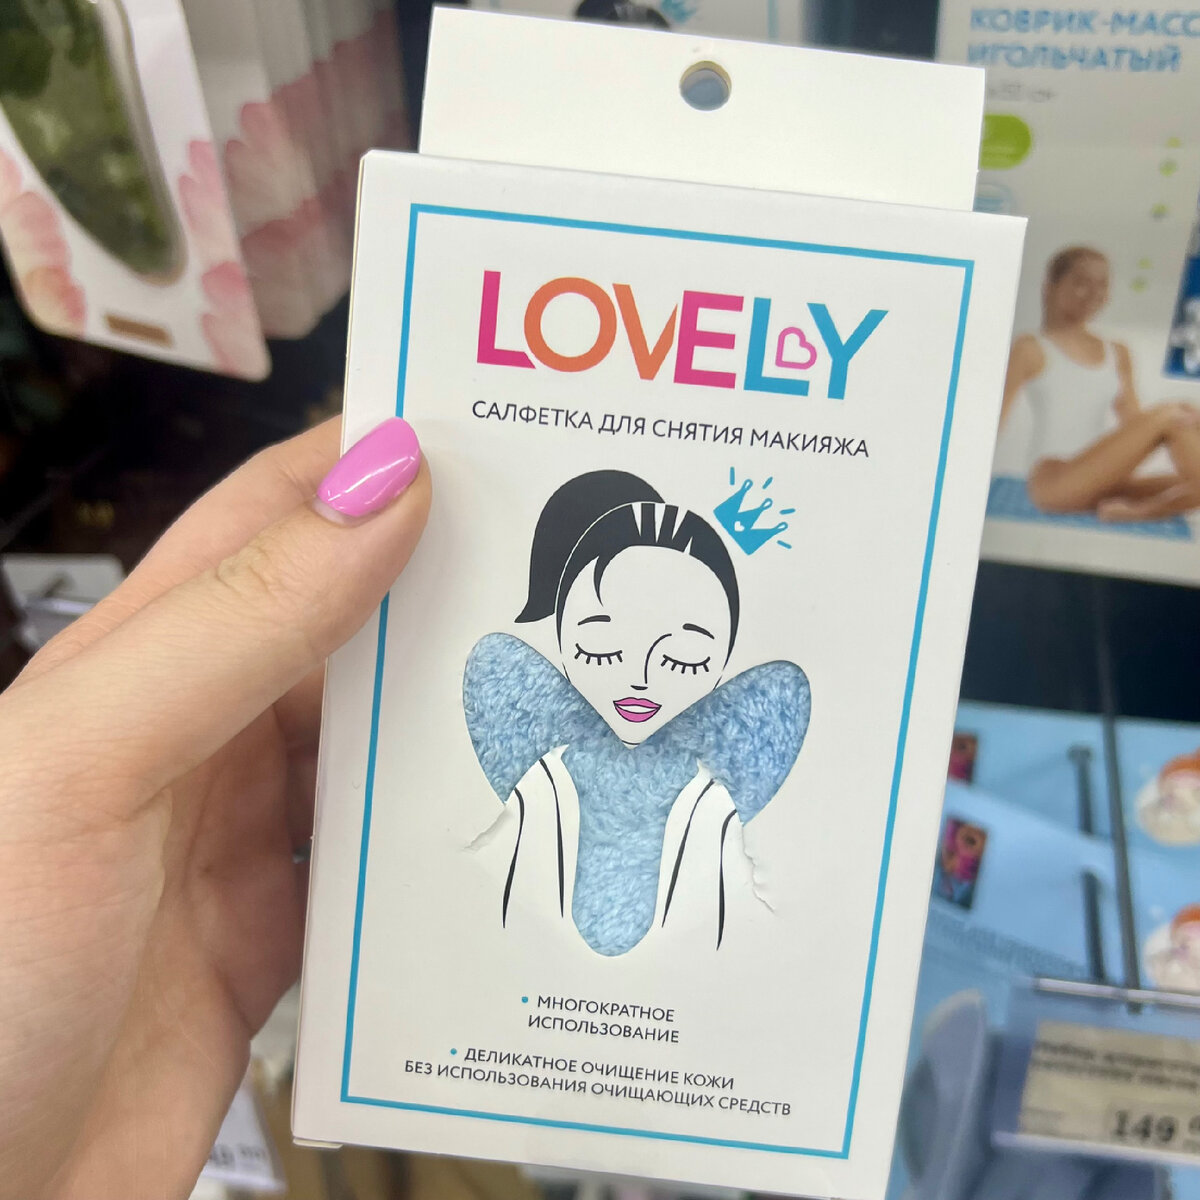 КОВРИК-МАСС
ИГОЛЬЧАТЫЙ
LOVELY
САЛФЕТКА ДЛЯ СНЯТИЯ МАКИЯЖА
• МНОГОКРАТНОЕ
ИСПОЛЬЗОВАНИЕ
• ДЕЛИКАТНОЕ ОЧИЩЕНИЕ КОЖИ
БЕЗ ИСПОЛЬЗОВАНИЯ ОЧИЩАЮЩИХ СРЕДСТВ
149